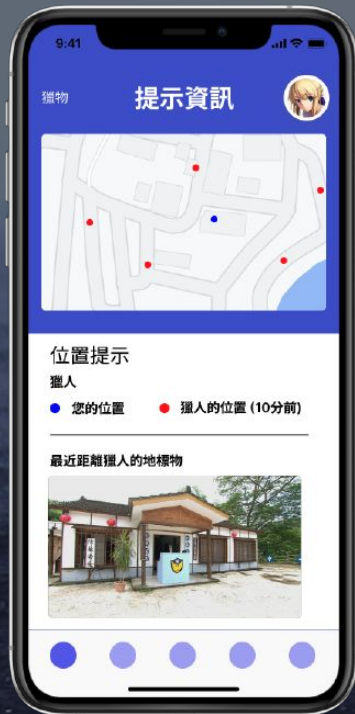 9:41
獵物
提示資訊
位置提示
獵人
您的位置
獵人的位置 (10分前)
最近距離獵人的地標物